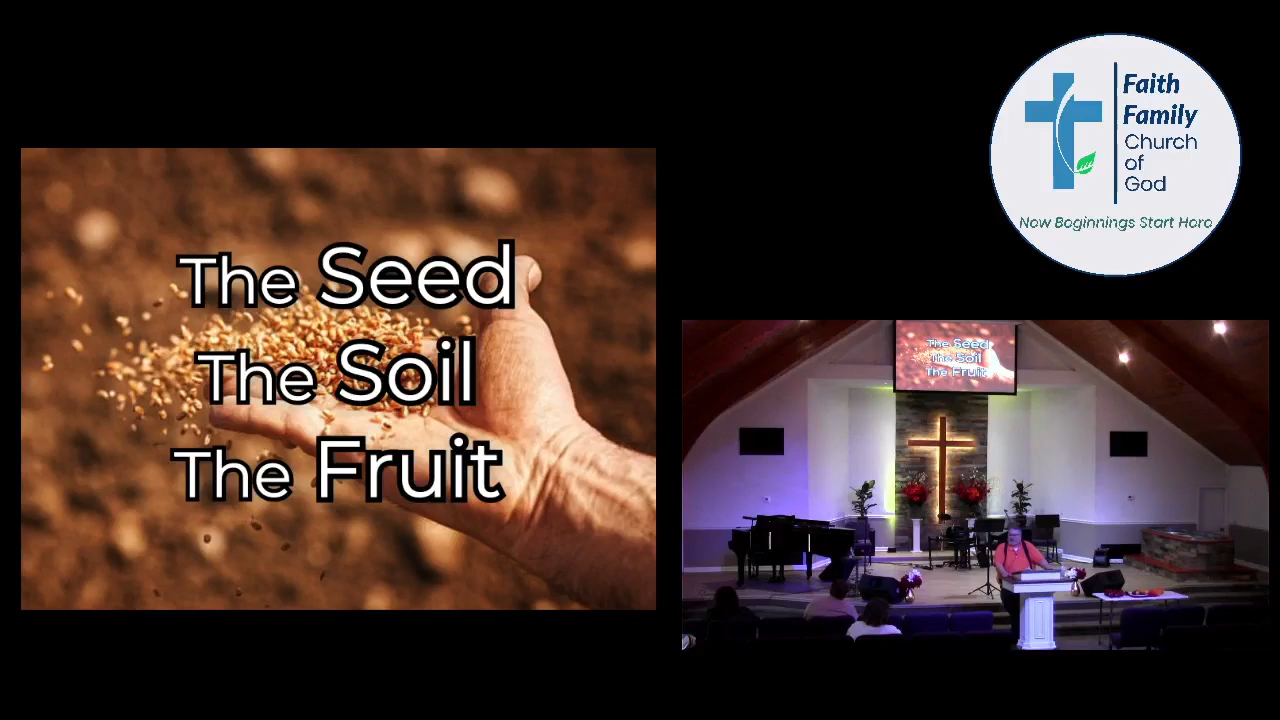 The Seed
The Soil
The Fruit
Faith
Family
Church
of
God
New Beginnings Start Here
The Seed
The Soil
The Fruit